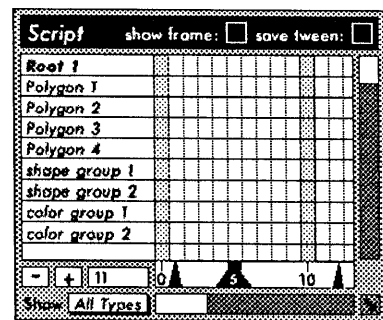 Script show frame: save tween:
Root 1
Polygon 1
Polygon 2
Polygon 3
Polygon 4
shape group 1
shape group 2
color group 1
color group 2
- + 11 0 5 10
Show All Types